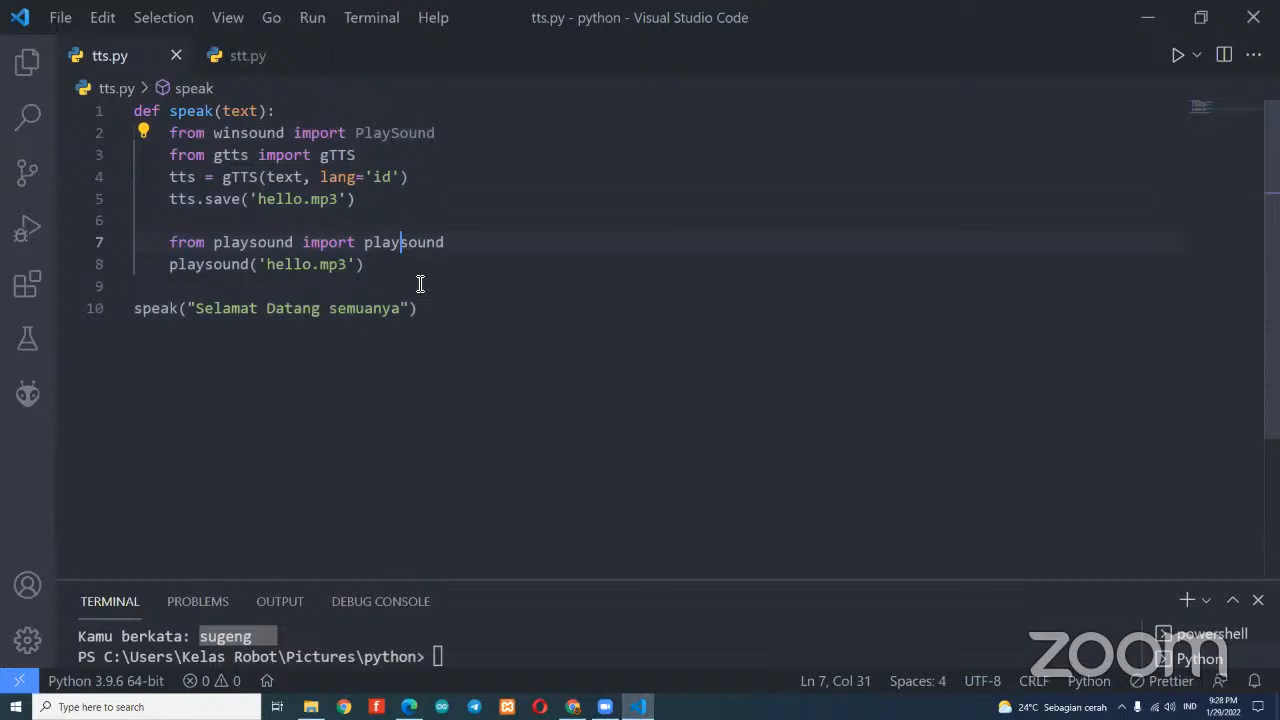 File Edit Selection View Go Run Terminal Help tts.py - python - Visual Studio Code
tts.py stt.py
tts.py speak
1 def speak(text):
2 from winsound import PlaySound
3 from gtts import gTTS
4 tts = gTTS(text, lang='id')
5 tts.save('hello.mp3')
6
7 from playsound import playsound
8 playsound('hello.mp3')
9
10 speak("Selamat Datang semuanya")
TERMINAL PROBLEMS OUTPUT DEBUG CONSOLE
Kamu berkata: sugeng
powershell
PS C:\Users\Kelas Robot\Pictures\python>
Python
zoom
Python 3.9.6 64-bit 0 0 Ln 7, Col 31 Spaces: 4 UTF-8 CRLF Python Prettier
Type here to search 24°C Sebagian cerah IND 9:28 PM
1/29/2022